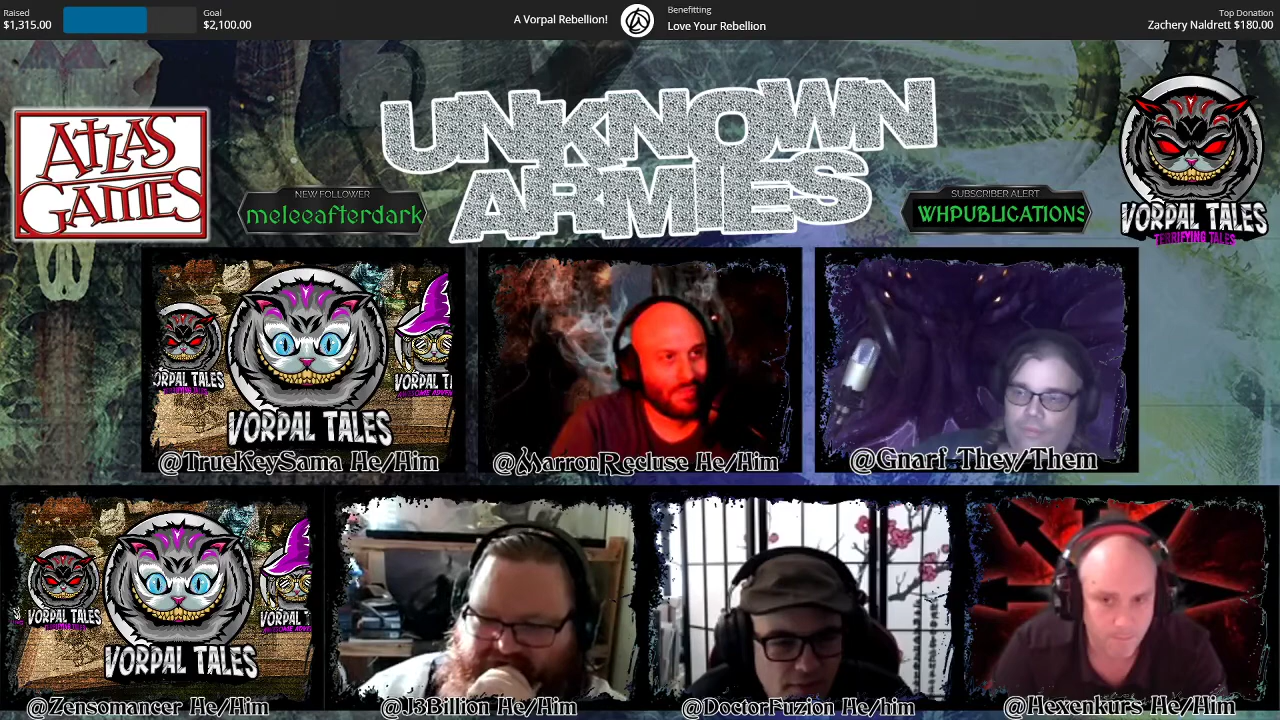 Raised
$1,315.00
Goal
$2,100.00
A Vorpal Rebellion!
Benefitting
Love Your Rebellion
Top Donation
Zachery Naldrett $180.00
ATLAS
GAMES
UNKNOWN
ARMIES
NEW FOLLOWER
meleeafterdark
SUBSCRIBER ALERT
WHPUBLICATIONS
VORPAL TALES
TERRIFYING TALES
VORPAL TALES
VORPAL TALES
@TrueKeySama He/Him
@MarronRecluse He/Him
@Gnarf They/Them
VORPAL TALES
VORPAL TALES
@Zensomancer He/Him
@J3Billion He/Him
@DoctorFuzion He/him
@Hexenkurs He/Him